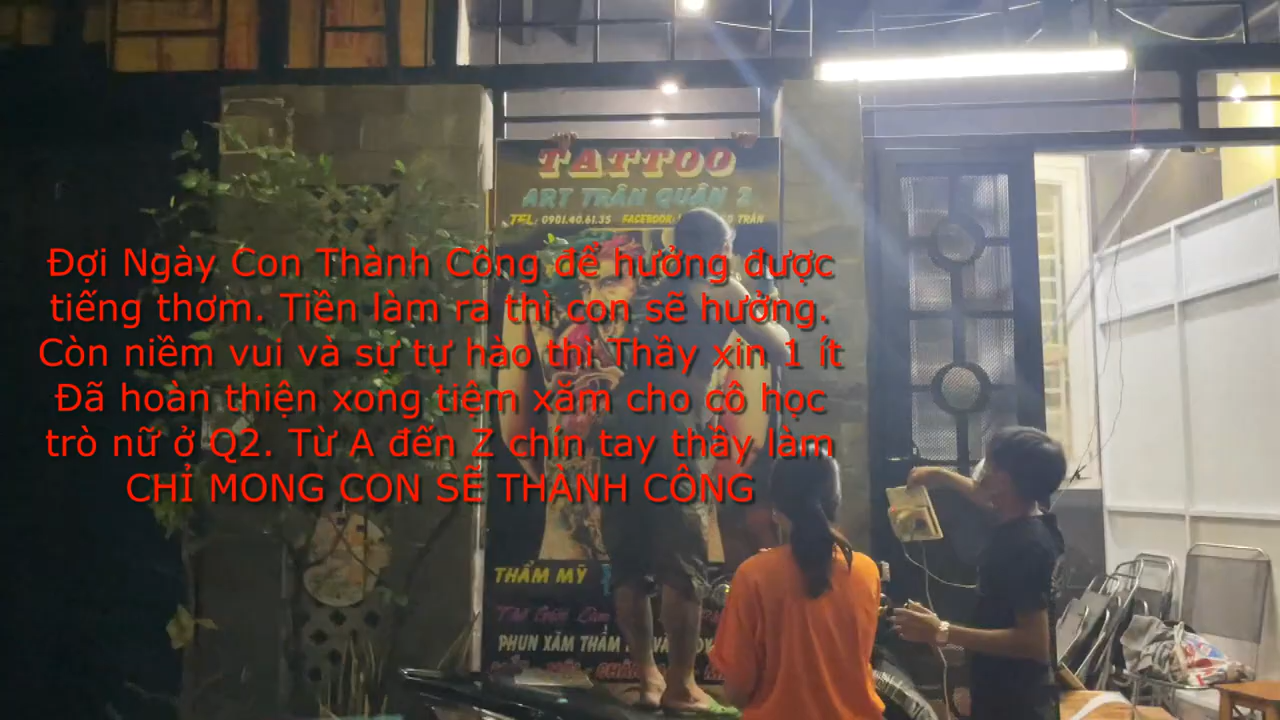 TATTOO
ART TRÂN QUÂN 2
TEL: 0901.40.61.35 FACEBOOK: TRÂN
Đợi Ngày Con Thành Công để hưởng được
tiếng thơm. Tiền làm ra thì con sẽ hưởng.
Còn niềm vui và sự tự hào thì Thầy xin 1 ít
Đã hoàn thiện xong tiệm xăm cho cô học
trò nữ ở Q2. Từ A đến Z chín tay thầy làm
CHỈ MONG CON SẼ THÀNH CÔNG
THẨM MỸ
PHUN XĂM THẨM